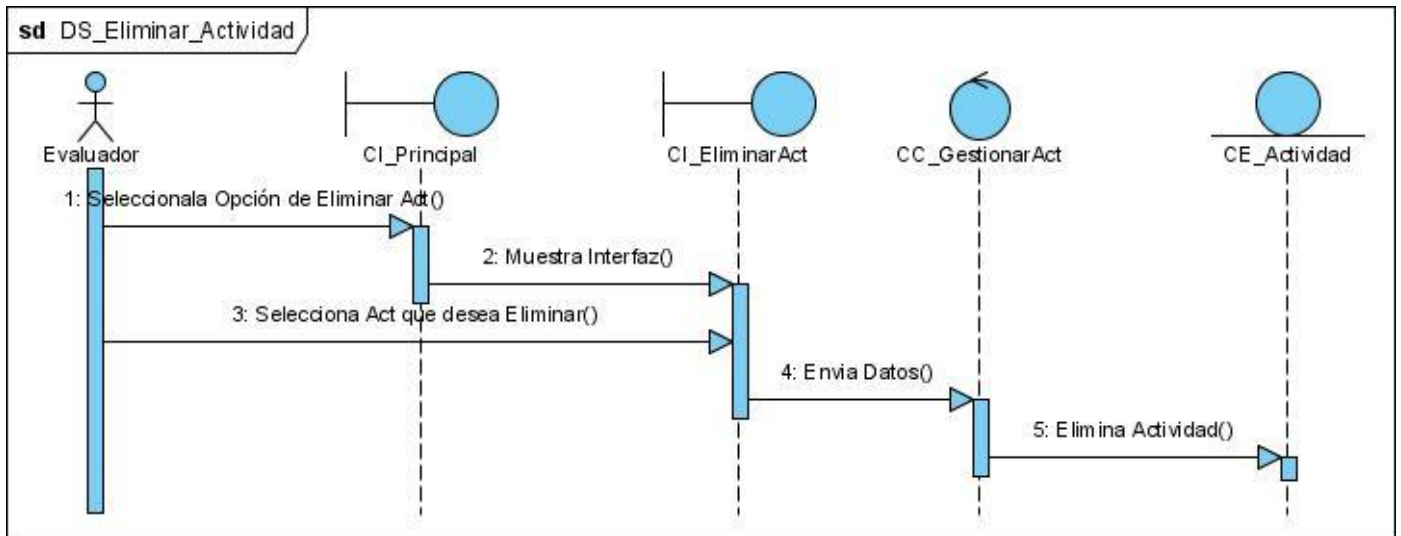 sd DS_Eliminar_Actividad
Evaluador
CI_Principal
CI_EliminarAct
CC_GestionarAct
CE_Actividad
1: Seleccionala Opción de Eliminar Act()
2: Muestra Interfaz()
3: Selecciona Act que desea Eliminar()
4: Envia Datos()
5: Elimina Actividad()